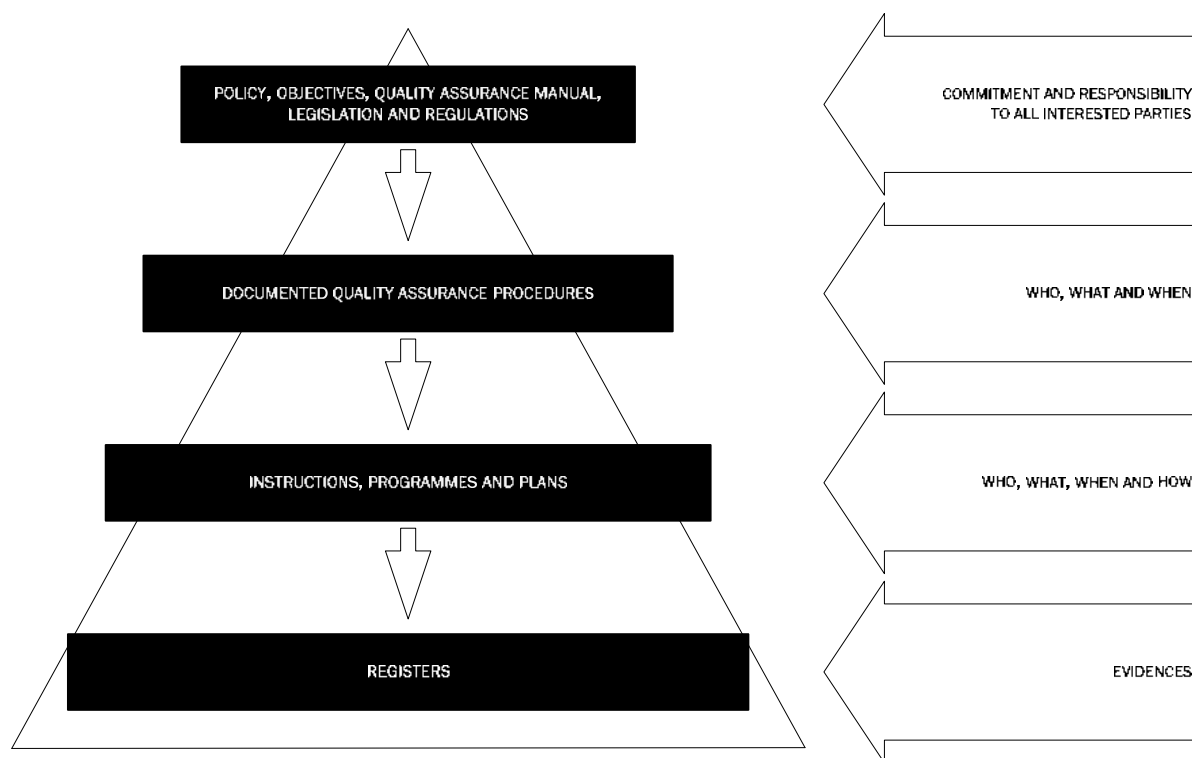 POLICY, OBJECTIVES, QUALITY ASSURANCE MANUAL,
LEGISLATION AND REGULATIONS
COMMITMENT AND RESPONSIBILITY
TO ALL INTERESTED PARTIES
DOCUMENTED QUALITY ASSURANCE PROCEDURES
WHO, WHAT AND WHEN
INSTRUCTIONS, PROGRAMMES AND PLANS
WHO, WHAT, WHEN AND HOW
REGISTERS
EVIDENCES